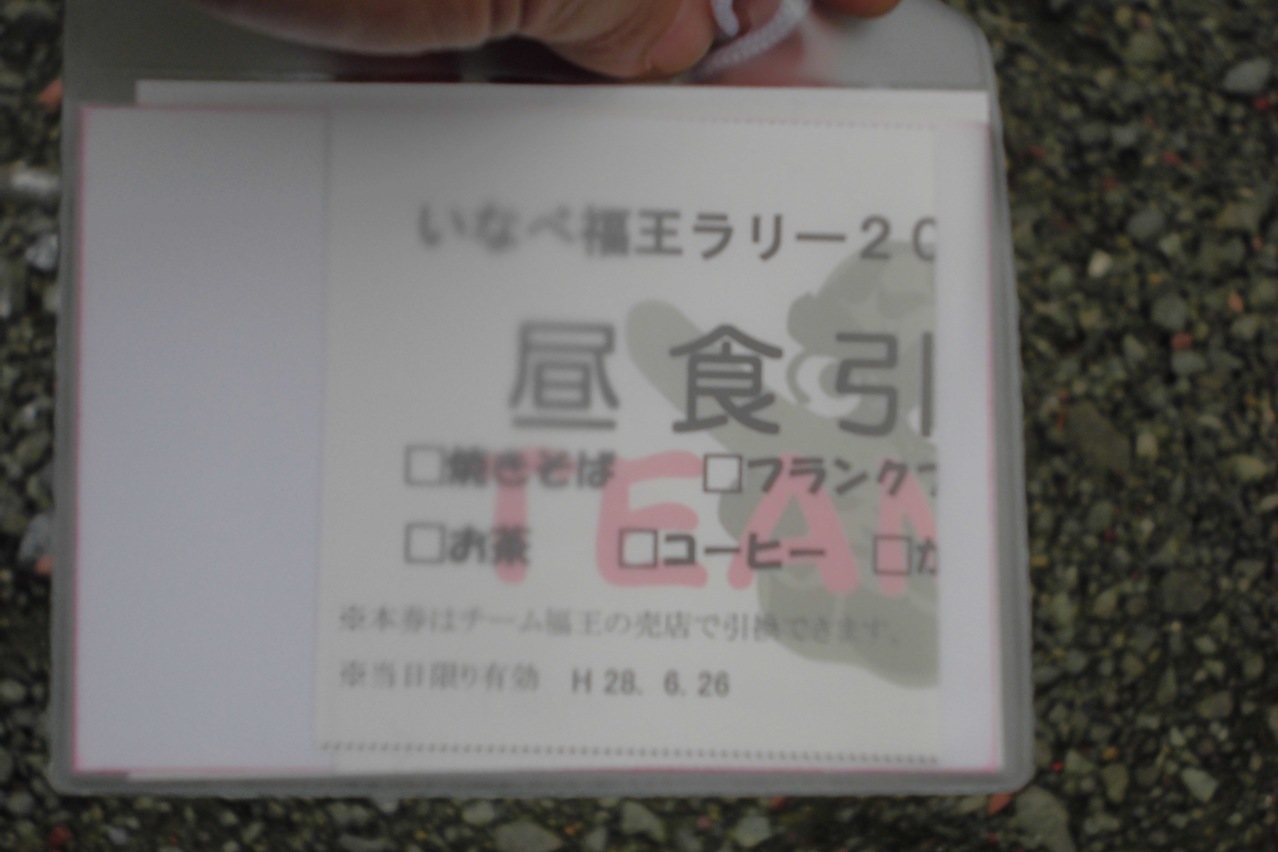 いなべ福王ラリー20
昼食引
□焼きそば □フランクフ
□お茶 □コーヒー □か
TEAM
※本券はチーム福王の売店で引換できます。
※当日限り有効 H 28. 6. 26